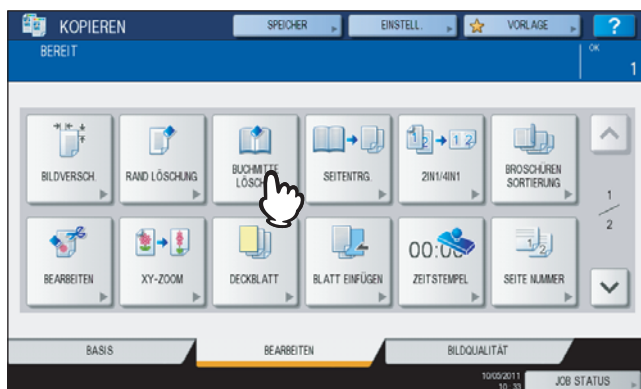 KOPIEREN
SPEICHER
EINSTELL.
VORLAGE
?
BEREIT
OK
1
BILDVERSCH.
RAND LÖSCHUNG
BUCHMITTE
LÖSCH
SEITENTRG.
2IN1/4IN1
BROSCHÜREN
SORTIERUNG
1
2
BEARBEITEN
XY-ZOOM
DECKBLATT
BLATT EINFÜGEN
00:00
ZEITSTEMPEL
SEITE NUMMER
BASIS
BEARBEITEN
BILDQUALITÄT
10/05/2011
10:33
JOB STATUS